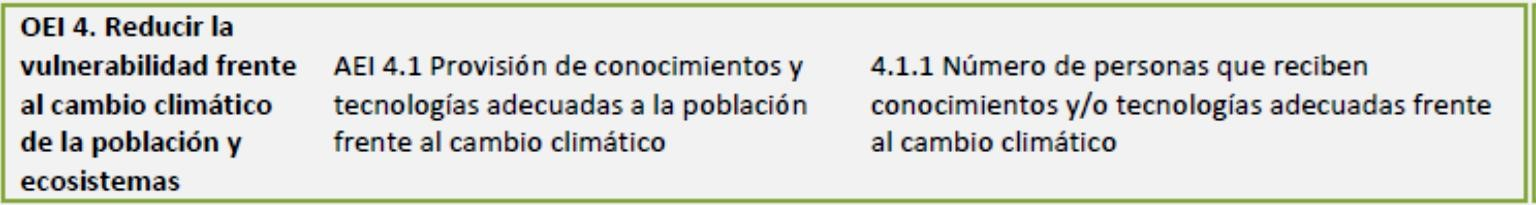 OEI 4. Reducir la
vulnerabilidad frente
al cambio climático
de la población y
ecosistemas
AEI 4.1 Provisión de conocimientos y
tecnologías adecuadas a la población
frente al cambio climático
4.1.1 Número de personas que reciben
conocimientos y/o tecnologías adecuadas frente
al cambio climático